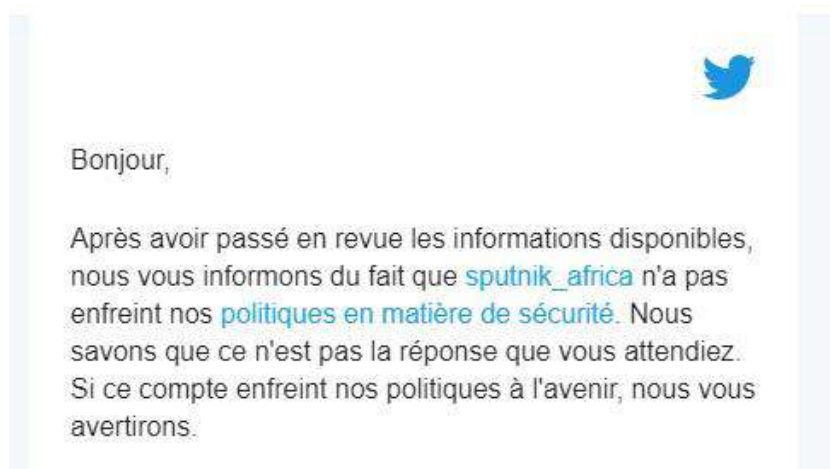 Bonjour,
Après avoir passé en revue les informations disponibles,
nous vous informons du fait que sputnik_africa n'a pas
enfreint nos politiques en matière de sécurité. Nous
savons que ce n'est pas la réponse que vous attendiez.
Si ce compte enfreint nos politiques à l'avenir, nous vous
avertirons.